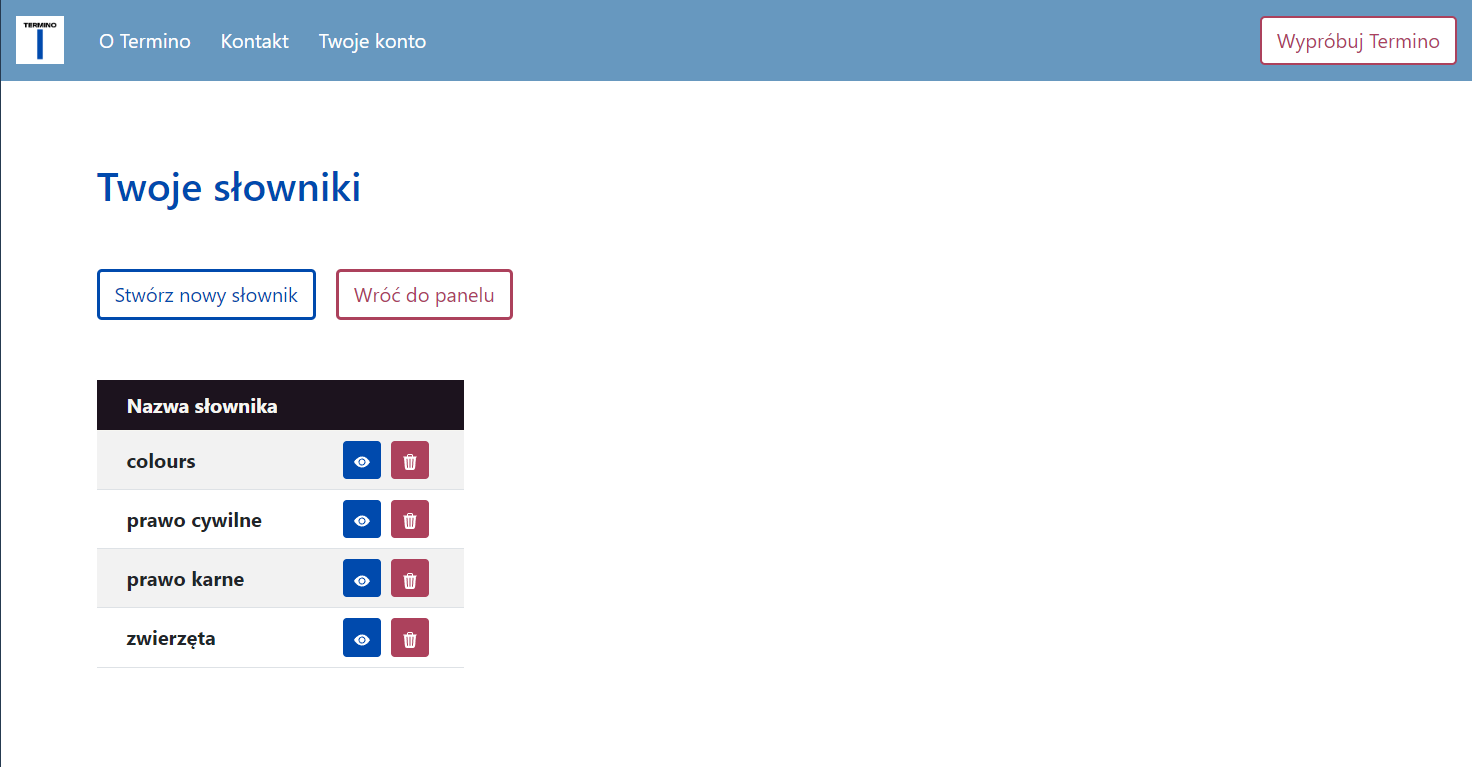 TERMINO
O Termino Kontakt Twoje konto Wypróbuj Termino
Twoje słowniki
Stwórz nowy słownik Wróć do panelu
Nazwa słownika
colours
prawo cywilne
prawo karne
zwierzęta